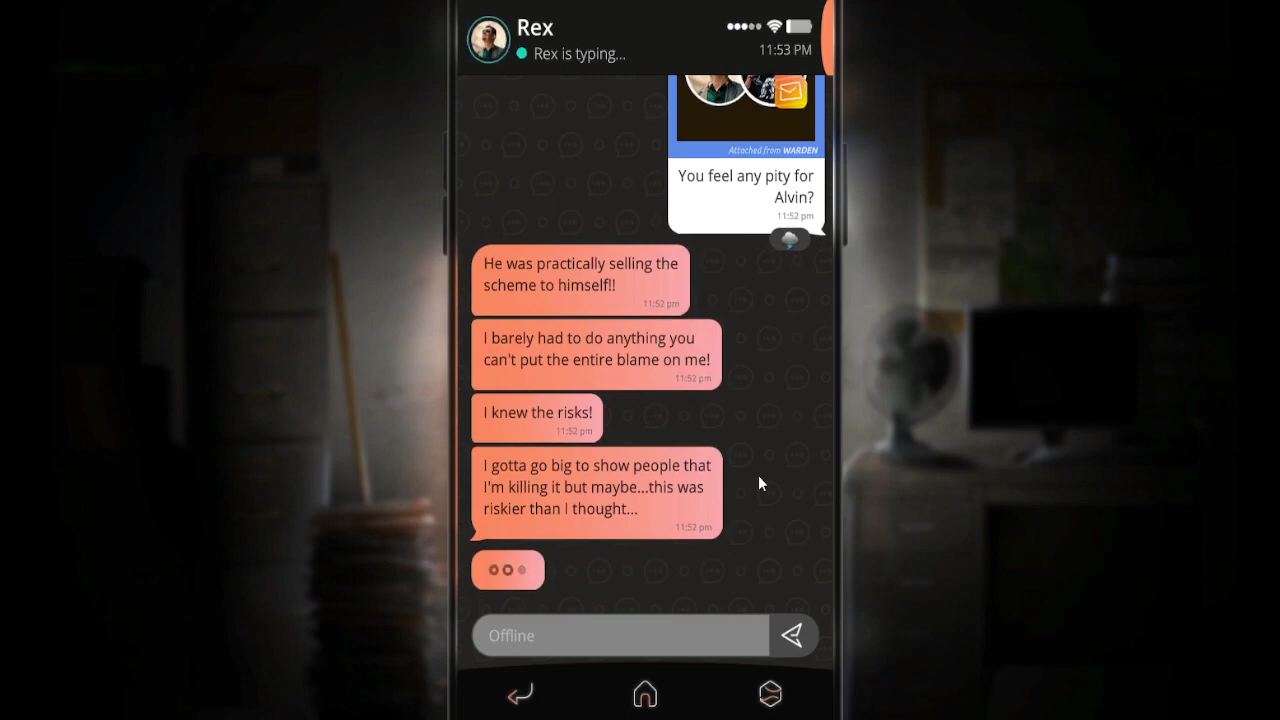 Rex
Rex is typing...
11:53 PM
Attached from WARDEN
You feel any pity for
Alvin?
11:52 pm
He was practically selling the
scheme to himself!!
11:52 pm
I barely had to do anything you
can't put the entire blame on me!
11:52 pm
I knew the risks!
11:52 pm
I gotta go big to show people that
I'm killing it but maybe...this was
riskier than I thought...
11:52 pm
Offline